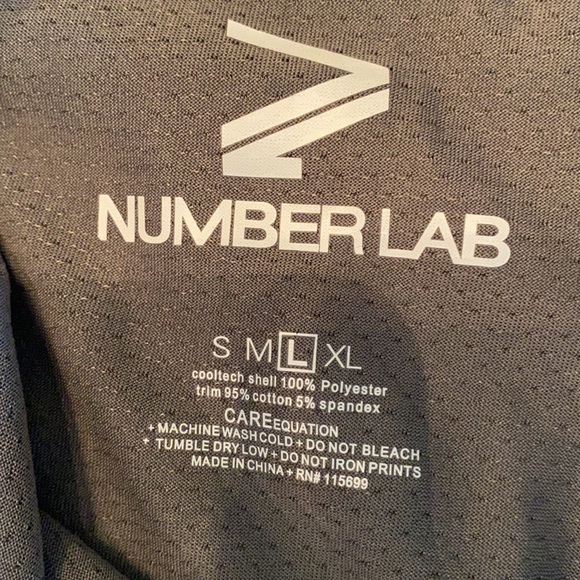 NUMBER LAB
S M L XL
cooltech shell 100% Polyester
trim 95% cotton 5% spandex
CAREEQUATION
+ MACHINE WASH COLD + DO NOT BLEACH
* TUMBLE DRY LOW + DO NOT IRON PRINTS
MADE IN CHINA + RN# 115699